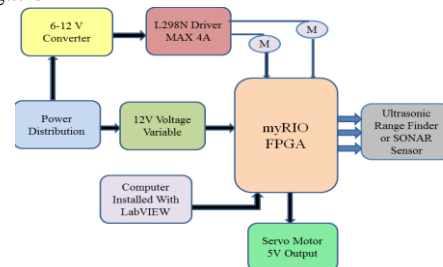 6-12 V
Converter
L298N Driver
MAX 4A
M
M
Power
Distribution
12V Voltage
Variable
myRIO
FPGA
Ultrasonic
Range Finder
or SONAR
Sensor
Computer
Installed With
LabVIEW
Servo Motor
5V Output